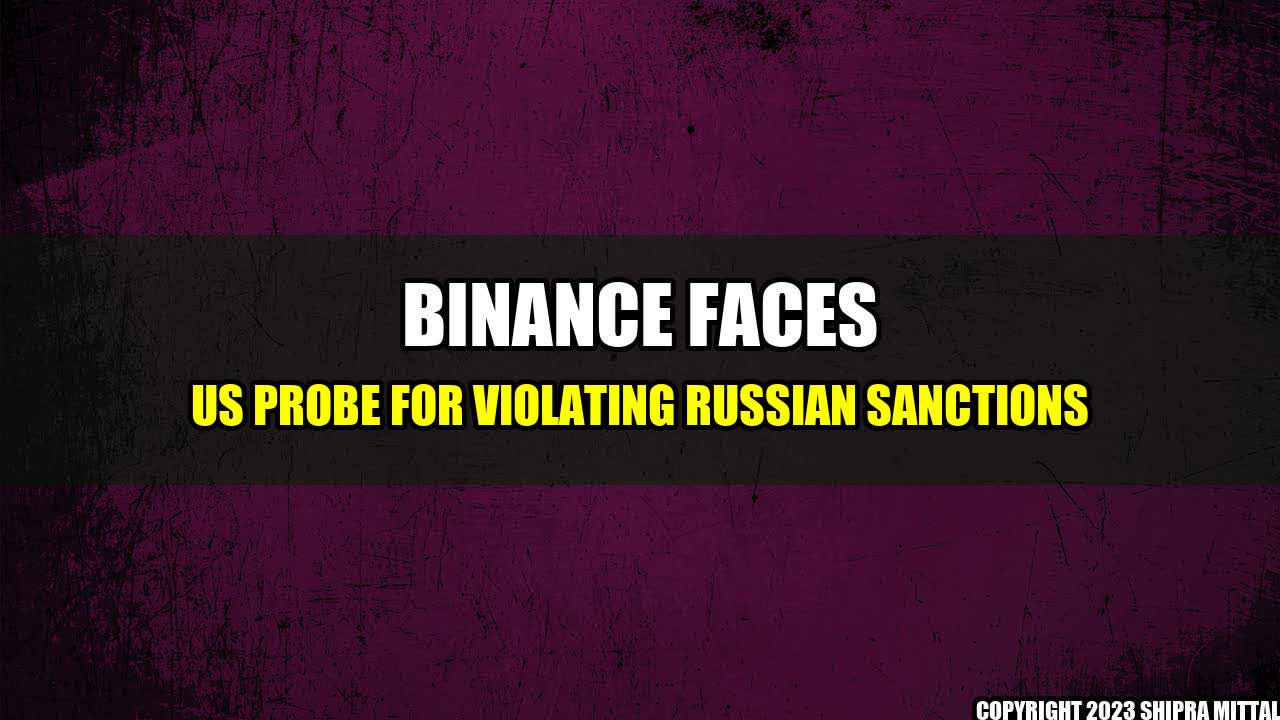 BINANCE FACES
US PROBE FOR VIOLATING RUSSIAN SANCTIONS
COPYRIGHT 2023 SHIPRA MITTAL